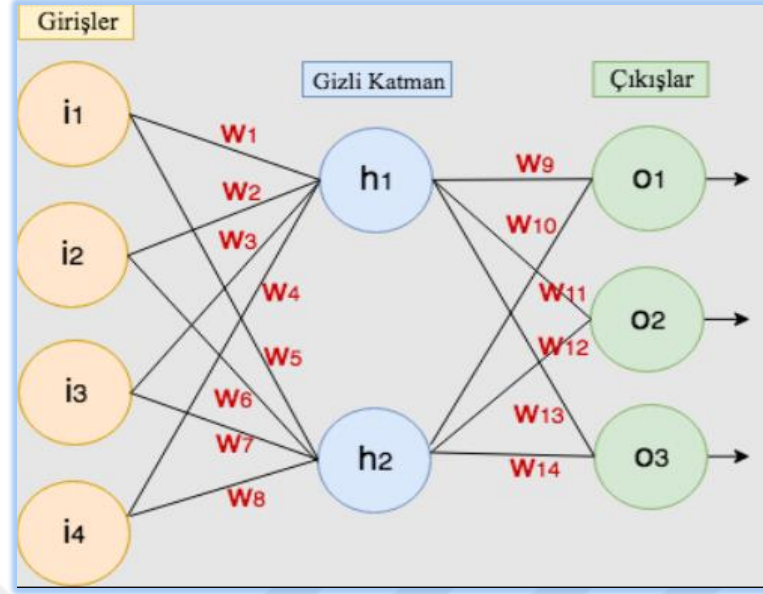 Girişler
Gizli Katman
Çıkışlar
i1
i2
i3
i4
h1
h2
o1
o2
o3
W1
W2
W3
W4
W5
W6
W7
W8
W9
W10
W11
W12
W13
W14